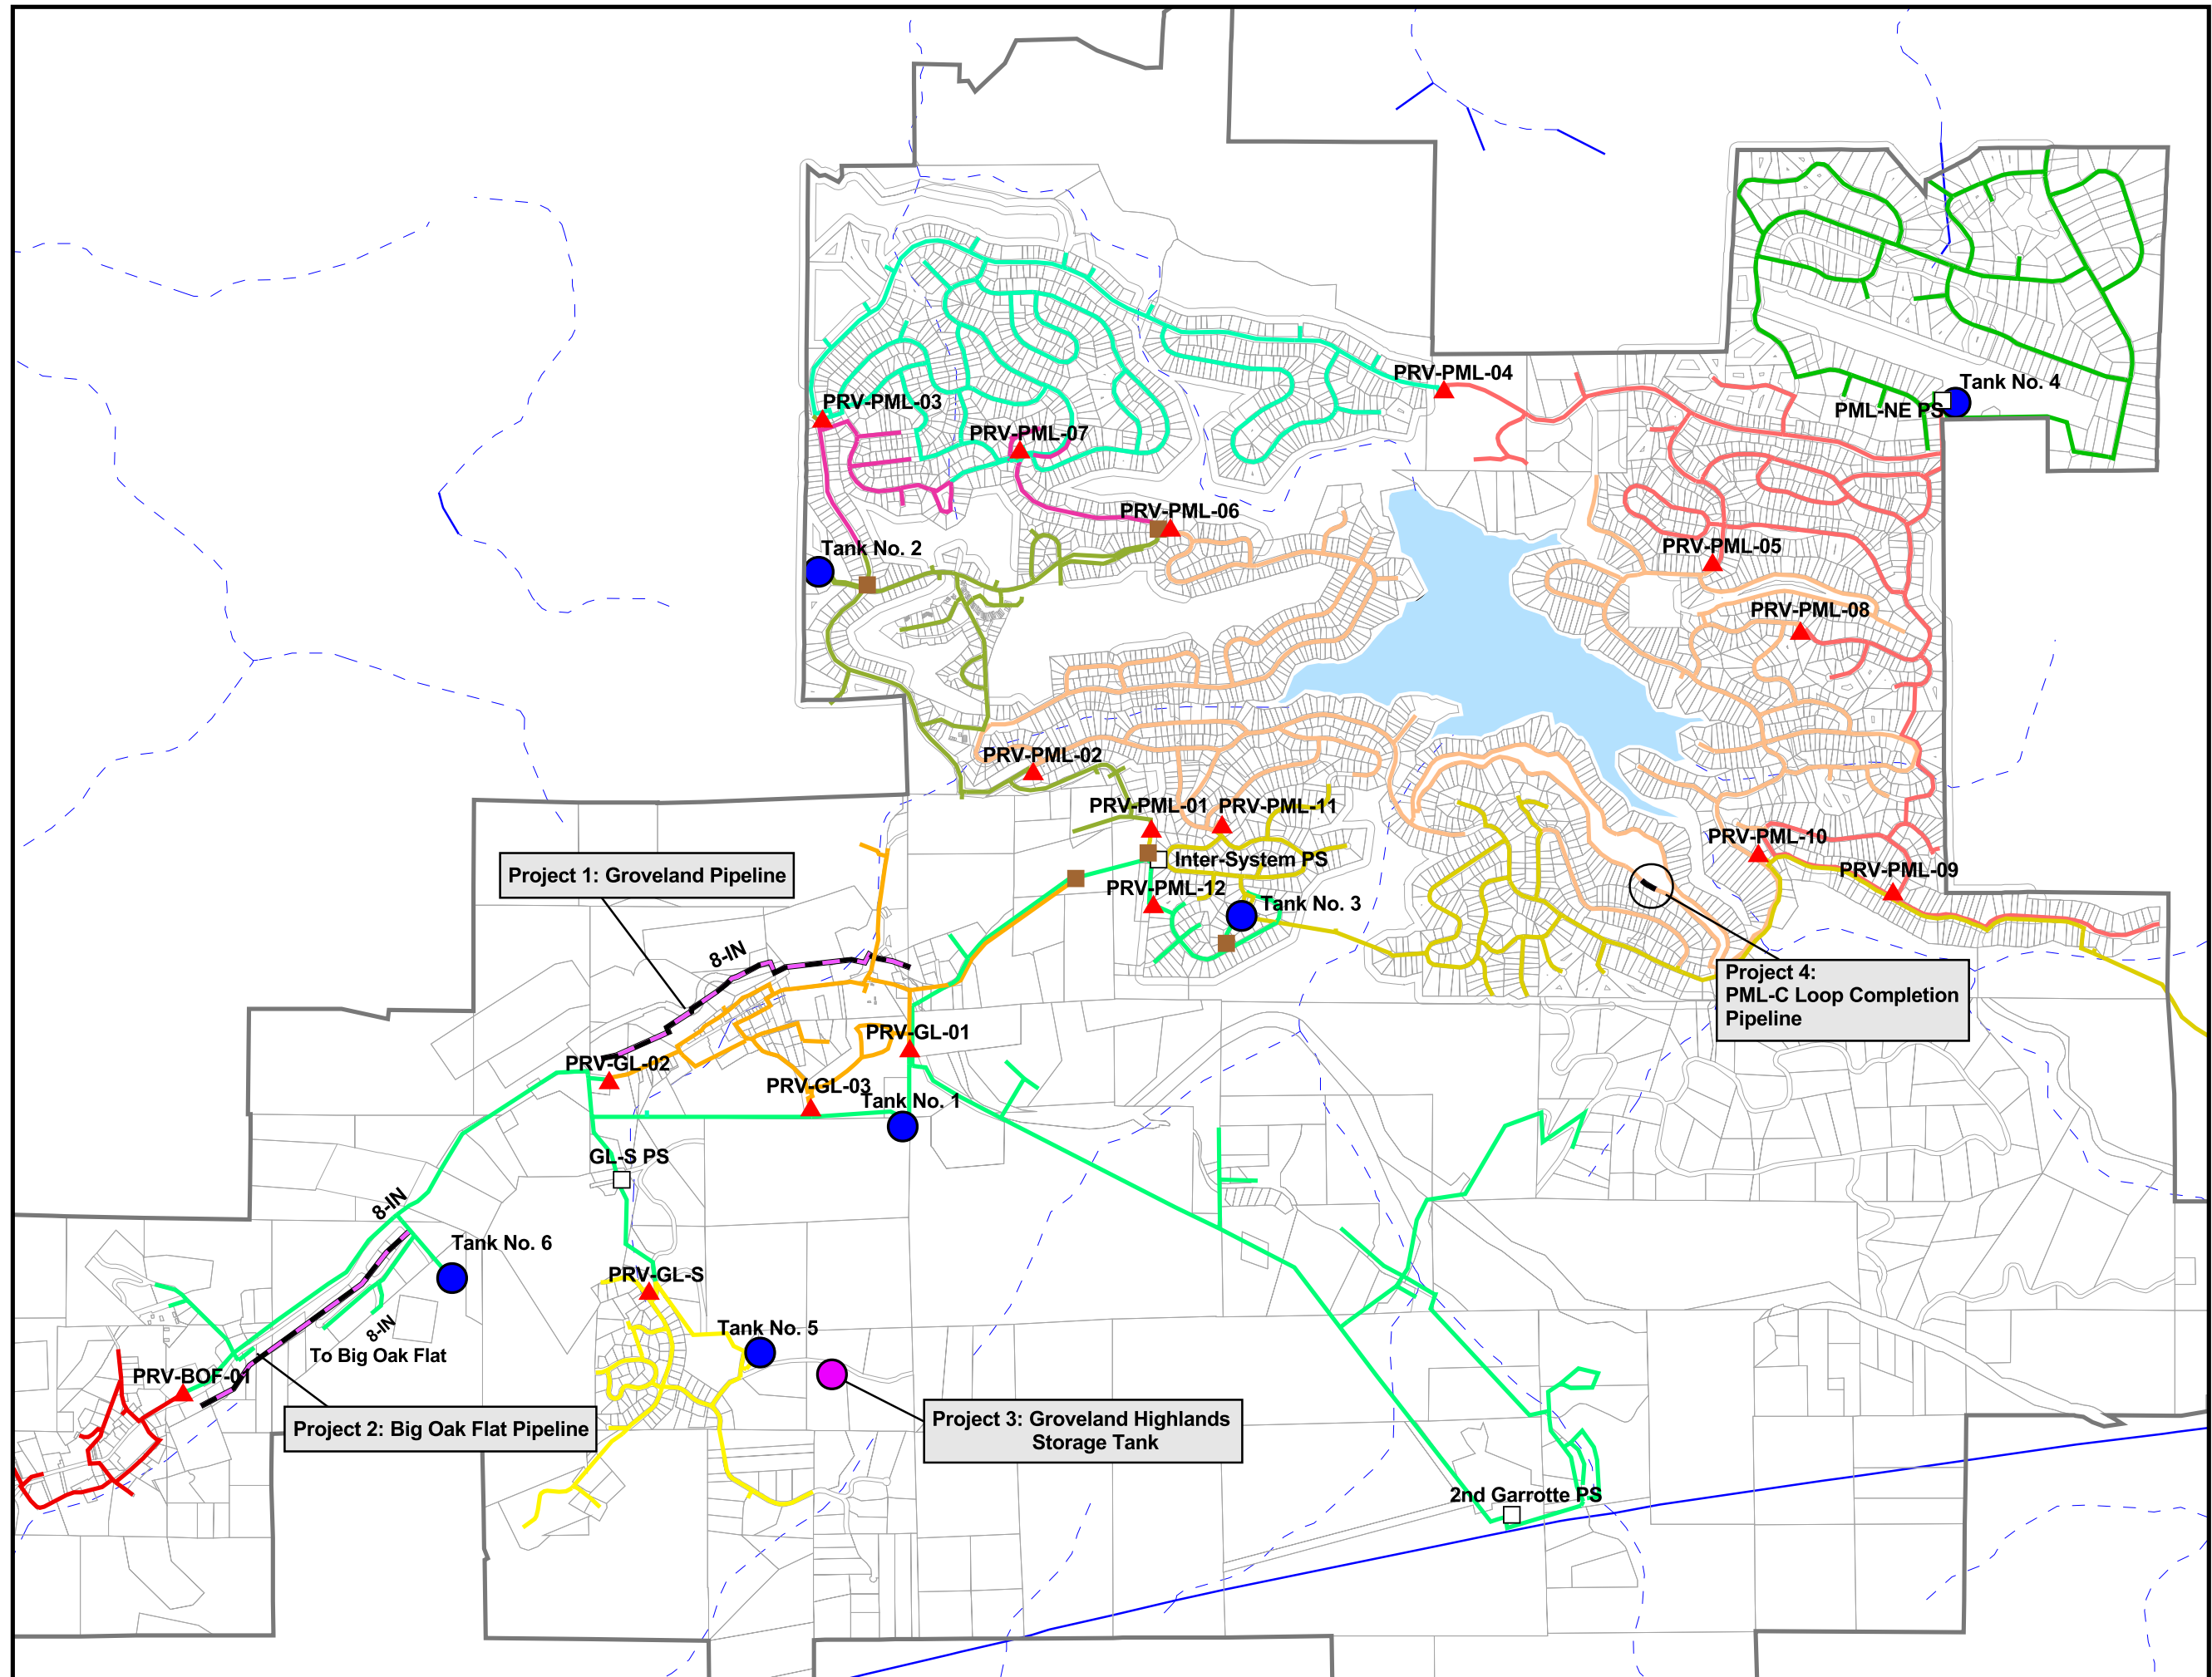 PRV-PML-04
Tank No. 4
PRV-PML-03
PML-NE PS
PRV-PML-07
PRV-PML-06
Tank No. 2
PRV-PML-05
PRV-PML-08
PRV-PML-02
PRV-PML-01
PRV-PML-11
PRV-PML-10
Inter-System PS
PRV-PML-09
Project 1: Groveland Pipeline
PRV-PML-12
Tank No. 3
8-IN
Project 4:
PML-C Loop Completion
Pipeline
PRV-GL-01
PRV-GL-02
PRV-GL-03
Tank No. 1
GL-S PS
8-IN
Tank No. 6
PRV-GL-S
Tank No. 5
8-IN
To Big Oak Flat
PRV-BOF-01
Project 2: Big Oak Flat Pipeline
Project 3: Groveland Highlands
Storage Tank
2nd Garrotte PS